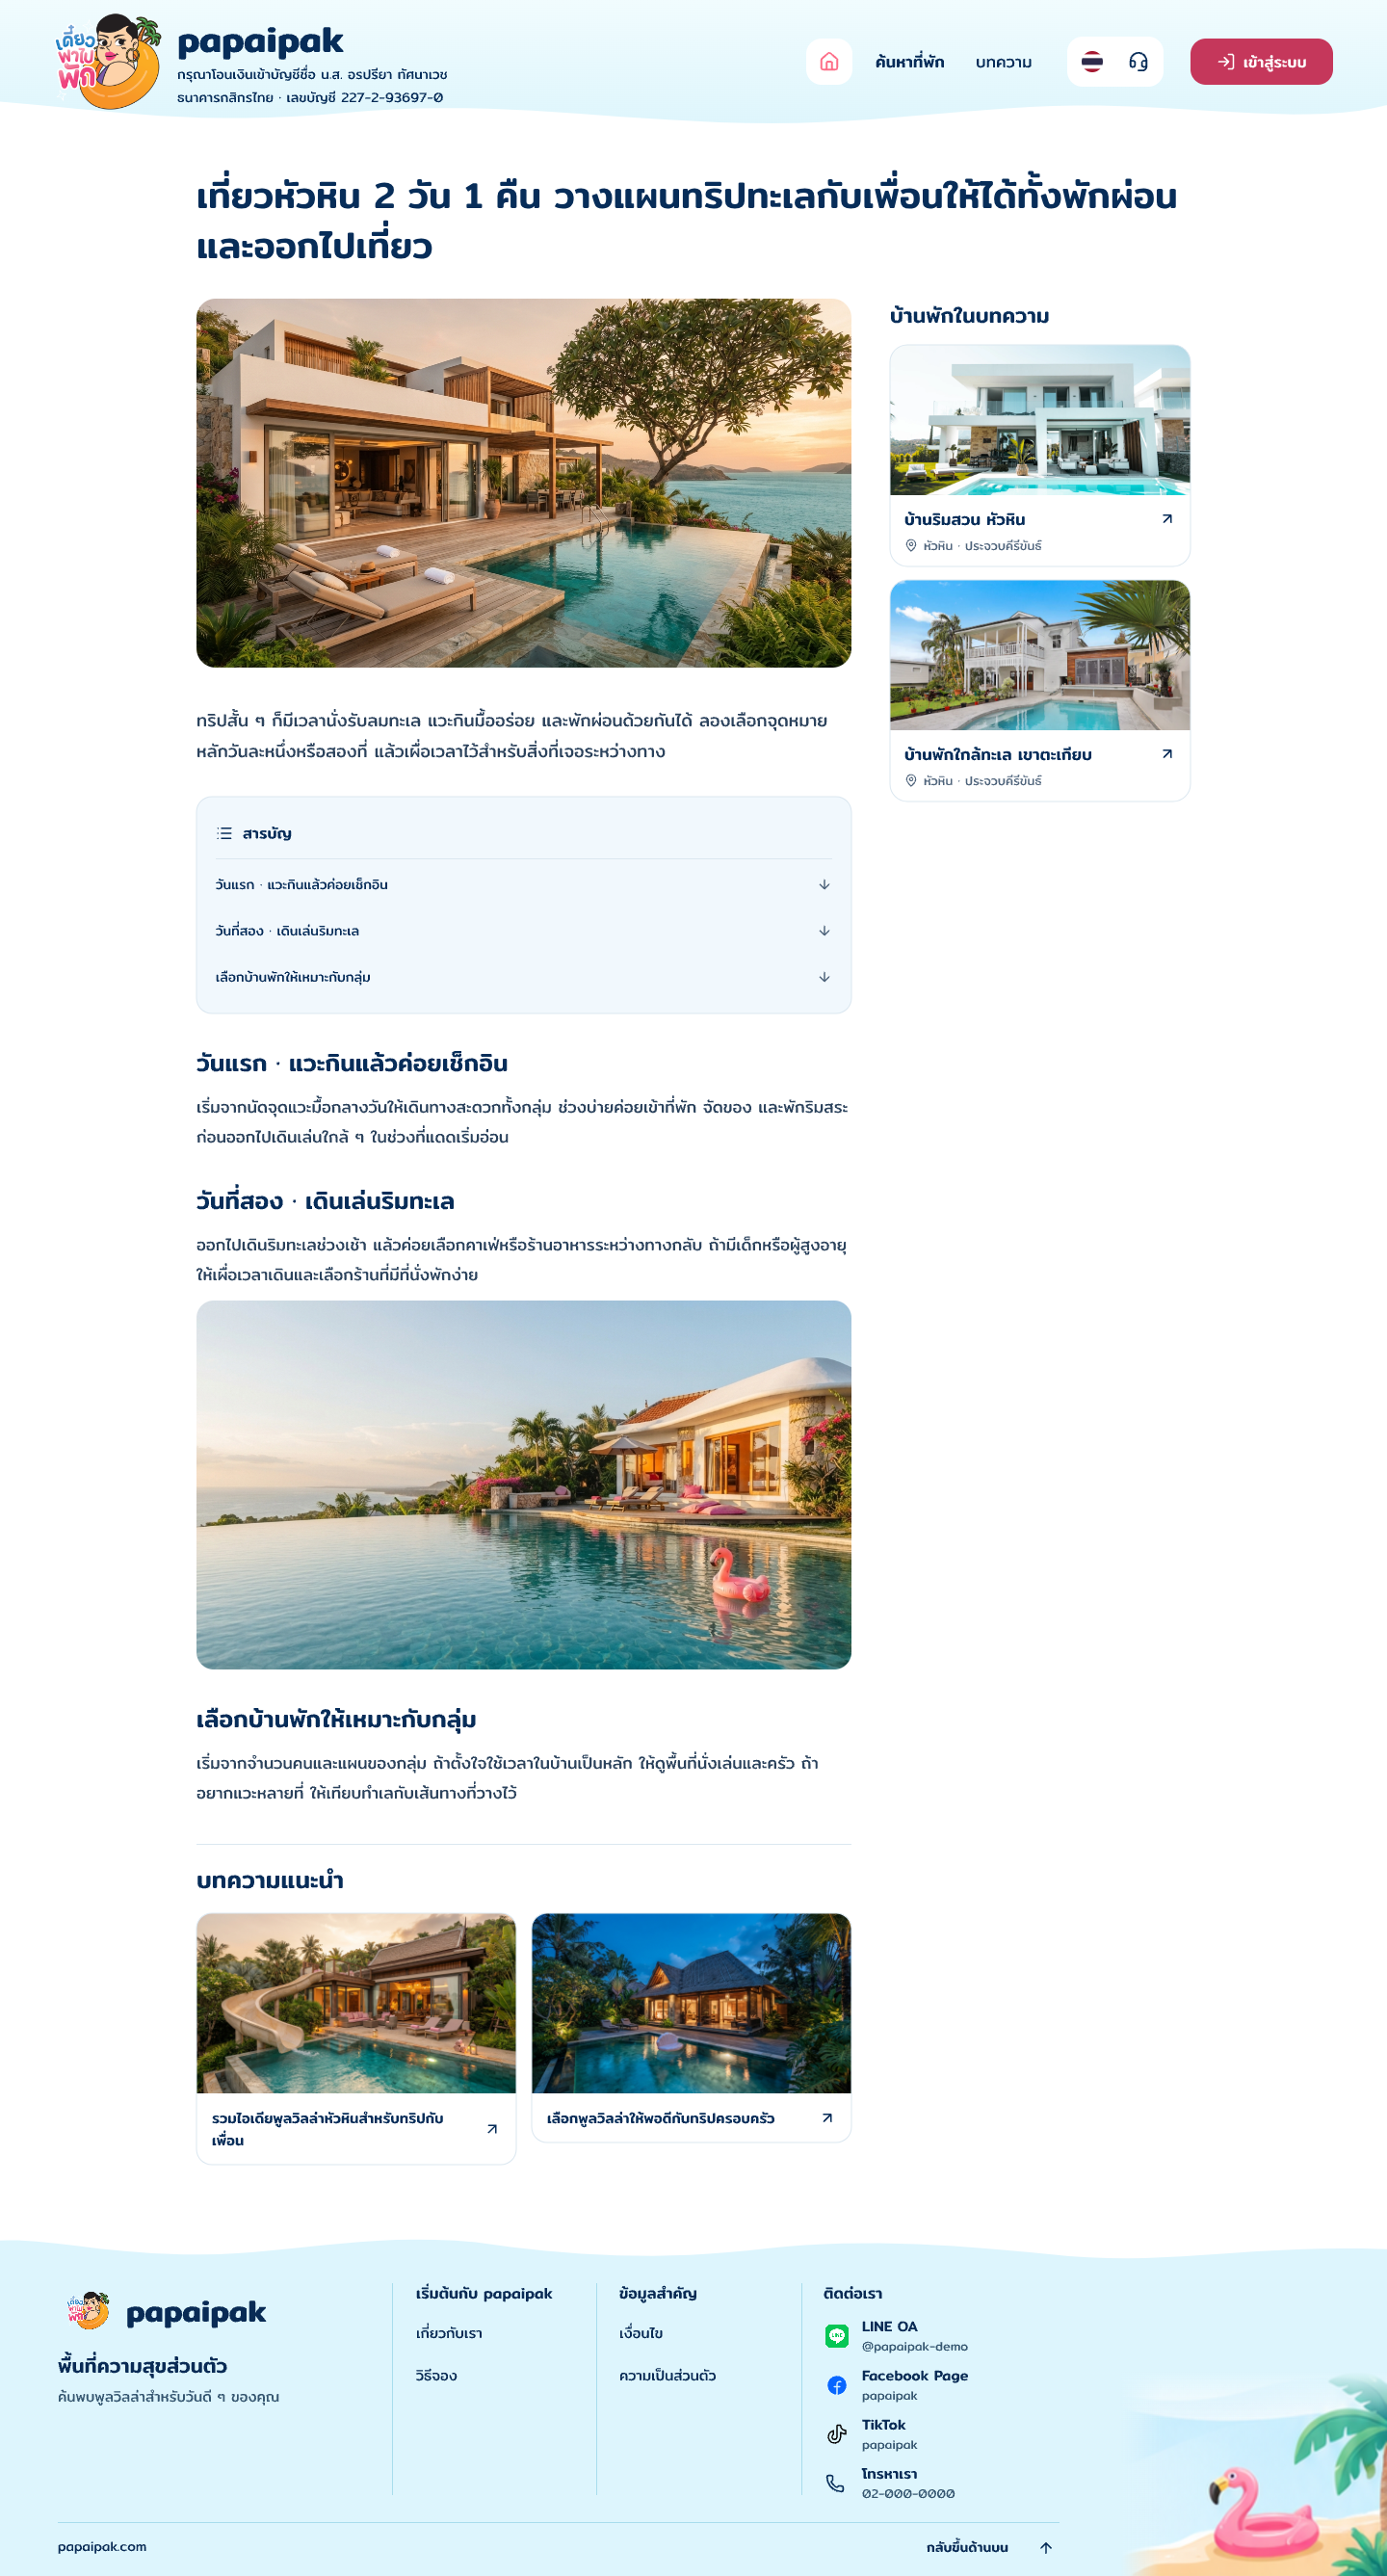 เดี๋ยว
พาไป
พัก
papaipak
กรุณาโอนเงินเข้าบัญชีชื่อ น.ส. อรปรียา ทัศนาเวช
ธนาคารกสิกรไทย · เลขบัญชี 227-2-93697-0
ค้นหาที่พัก
บทความ
เข้าสู่ระบบ
เที่ยวหัวหิน 2 วัน 1 คืน วางแผนทริปทะเลกับเพื่อนให้ได้ทั้งพักผ่อน
และออกไปเที่ยว
ทริปสั้น ๆ ก็มีเวลานั่งรับลมทะเล แวะกินมื้ออร่อย และพักผ่อนด้วยกันได้ ลองเลือกจุดหมาย
หลักวันละหนึ่งหรือสองที่ แล้วเผื่อเวลาไว้สำหรับสิ่งที่เจอระหว่างทาง
สารบัญ
วันแรก · แวะกินแล้วค่อยเช็กอิน
วันที่สอง · เดินเล่นริมทะเล
เลือกบ้านพักให้เหมาะกับกลุ่ม
วันแรก · แวะกินแล้วค่อยเช็กอิน
เริ่มจากนัดจุดแวะมื้อกลางวันให้เดินทางสะดวกทั้งกลุ่ม ช่วงบ่ายค่อยเข้าที่พัก จัดของ และพักริมสระ
ก่อนออกไปเดินเล่นใกล้ ๆ ในช่วงที่แดดเริ่มอ่อน
วันที่สอง · เดินเล่นริมทะเล
ออกไปเดินริมทะเลช่วงเช้า แล้วค่อยเลือกคาเฟ่หรือร้านอาหารระหว่างทางกลับ ถ้ามีเด็กหรือผู้สูงอายุ
ให้เผื่อเวลาเดินและเลือกร้านที่มีที่นั่งพักง่าย
เลือกบ้านพักให้เหมาะกับกลุ่ม
เริ่มจากจำนวนคนและแผนของกลุ่ม ถ้าตั้งใจใช้เวลาในบ้านเป็นหลัก ให้ดูพื้นที่นั่งเล่นและครัว ถ้า
อยากแวะหลายที่ ให้เทียบทำเลกับเส้นทางที่วางไว้
บทความแนะนำ
รวมไอเดียพูลวิลล่าหัวหินสำหรับทริปกับ
เพื่อน
เลือกพูลวิลล่าให้พอดีกับทริปครอบครัว
บ้านพักในบทความ
บ้านริมสวน หัวหิน
หัวหิน · ประจวบคีรีขันธ์
บ้านพักใกล้ทะเล เขาตะเกียบ
หัวหิน · ประจวบคีรีขันธ์
papaipak
พื้นที่ความสุขส่วนตัว
ค้นพบพูลวิลล่าสำหรับวันดี ๆ ของคุณ
เริ่มต้นกับ papaipak
เกี่ยวกับเรา
วิธีจอง
ข้อมูลสำคัญ
เงื่อนไข
ความเป็นส่วนตัว
ติดต่อเรา
LINE OA
@papaipak-demo
Facebook Page
papaipak
TikTok
papaipak
โทรหาเรา
02-000-0000
papaipak.com
กลับขึ้นด้านบน